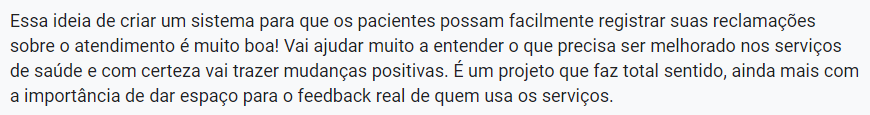 Essa ideia de criar um sistema para que os pacientes possam facilmente registrar suas reclamações
sobre o atendimento é muito boa! Vai ajudar muito a entender o que precisa ser melhorado nos serviços
de saúde e com certeza vai trazer mudanças positivas. É um projeto que faz total sentido, ainda mais com
a importância de dar espaço para o feedback real de quem usa os serviços.